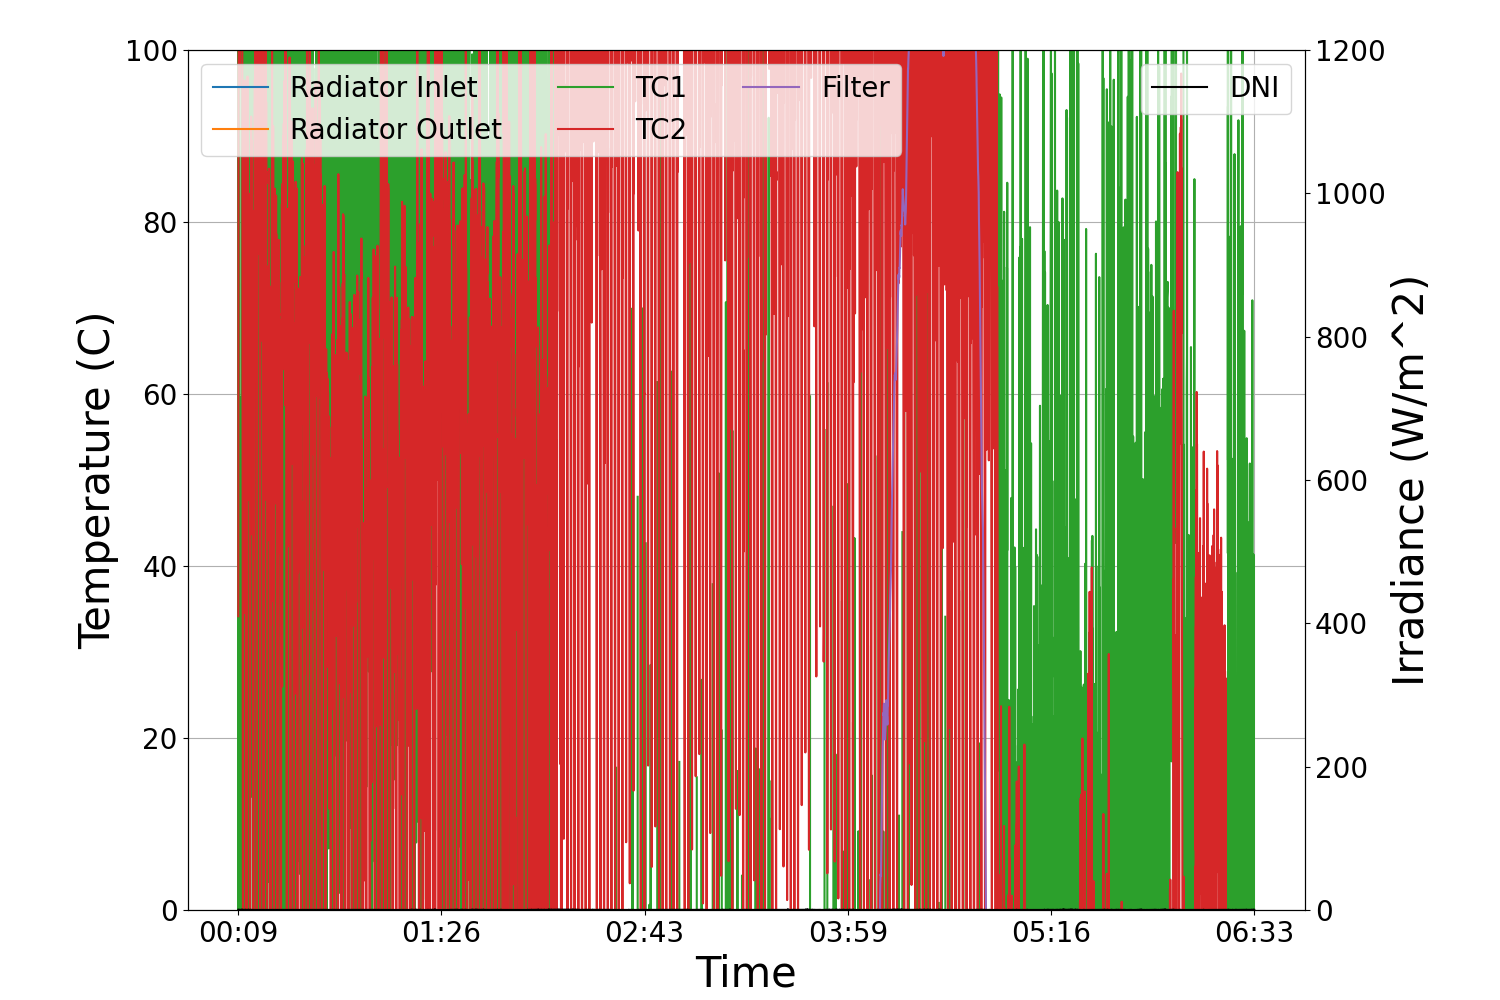 100
80
60
40
20
0
Temperature (C)
Radiator Inlet
Radiator Outlet
TC1
TC2
Filter
DNI
1200
1000
800
600
400
200
0
Irradiance (W/m^2)
00:09
01:26
02:43
03:59
05:16
06:33
Time